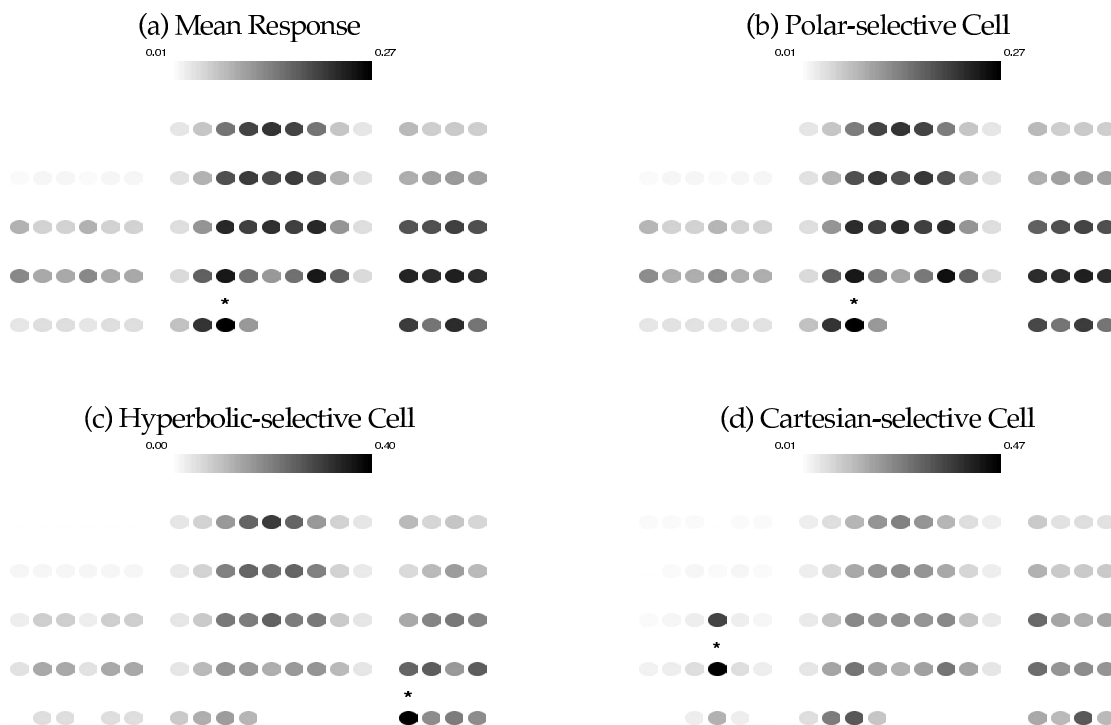 (a) Mean Response
0.01 0.27
*
(b) Polar-selective Cell
0.01 0.27
*
(c) Hyperbolic-selective Cell
0.00 0.40
*
(d) Cartesian-selective Cell
0.01 0.47
*